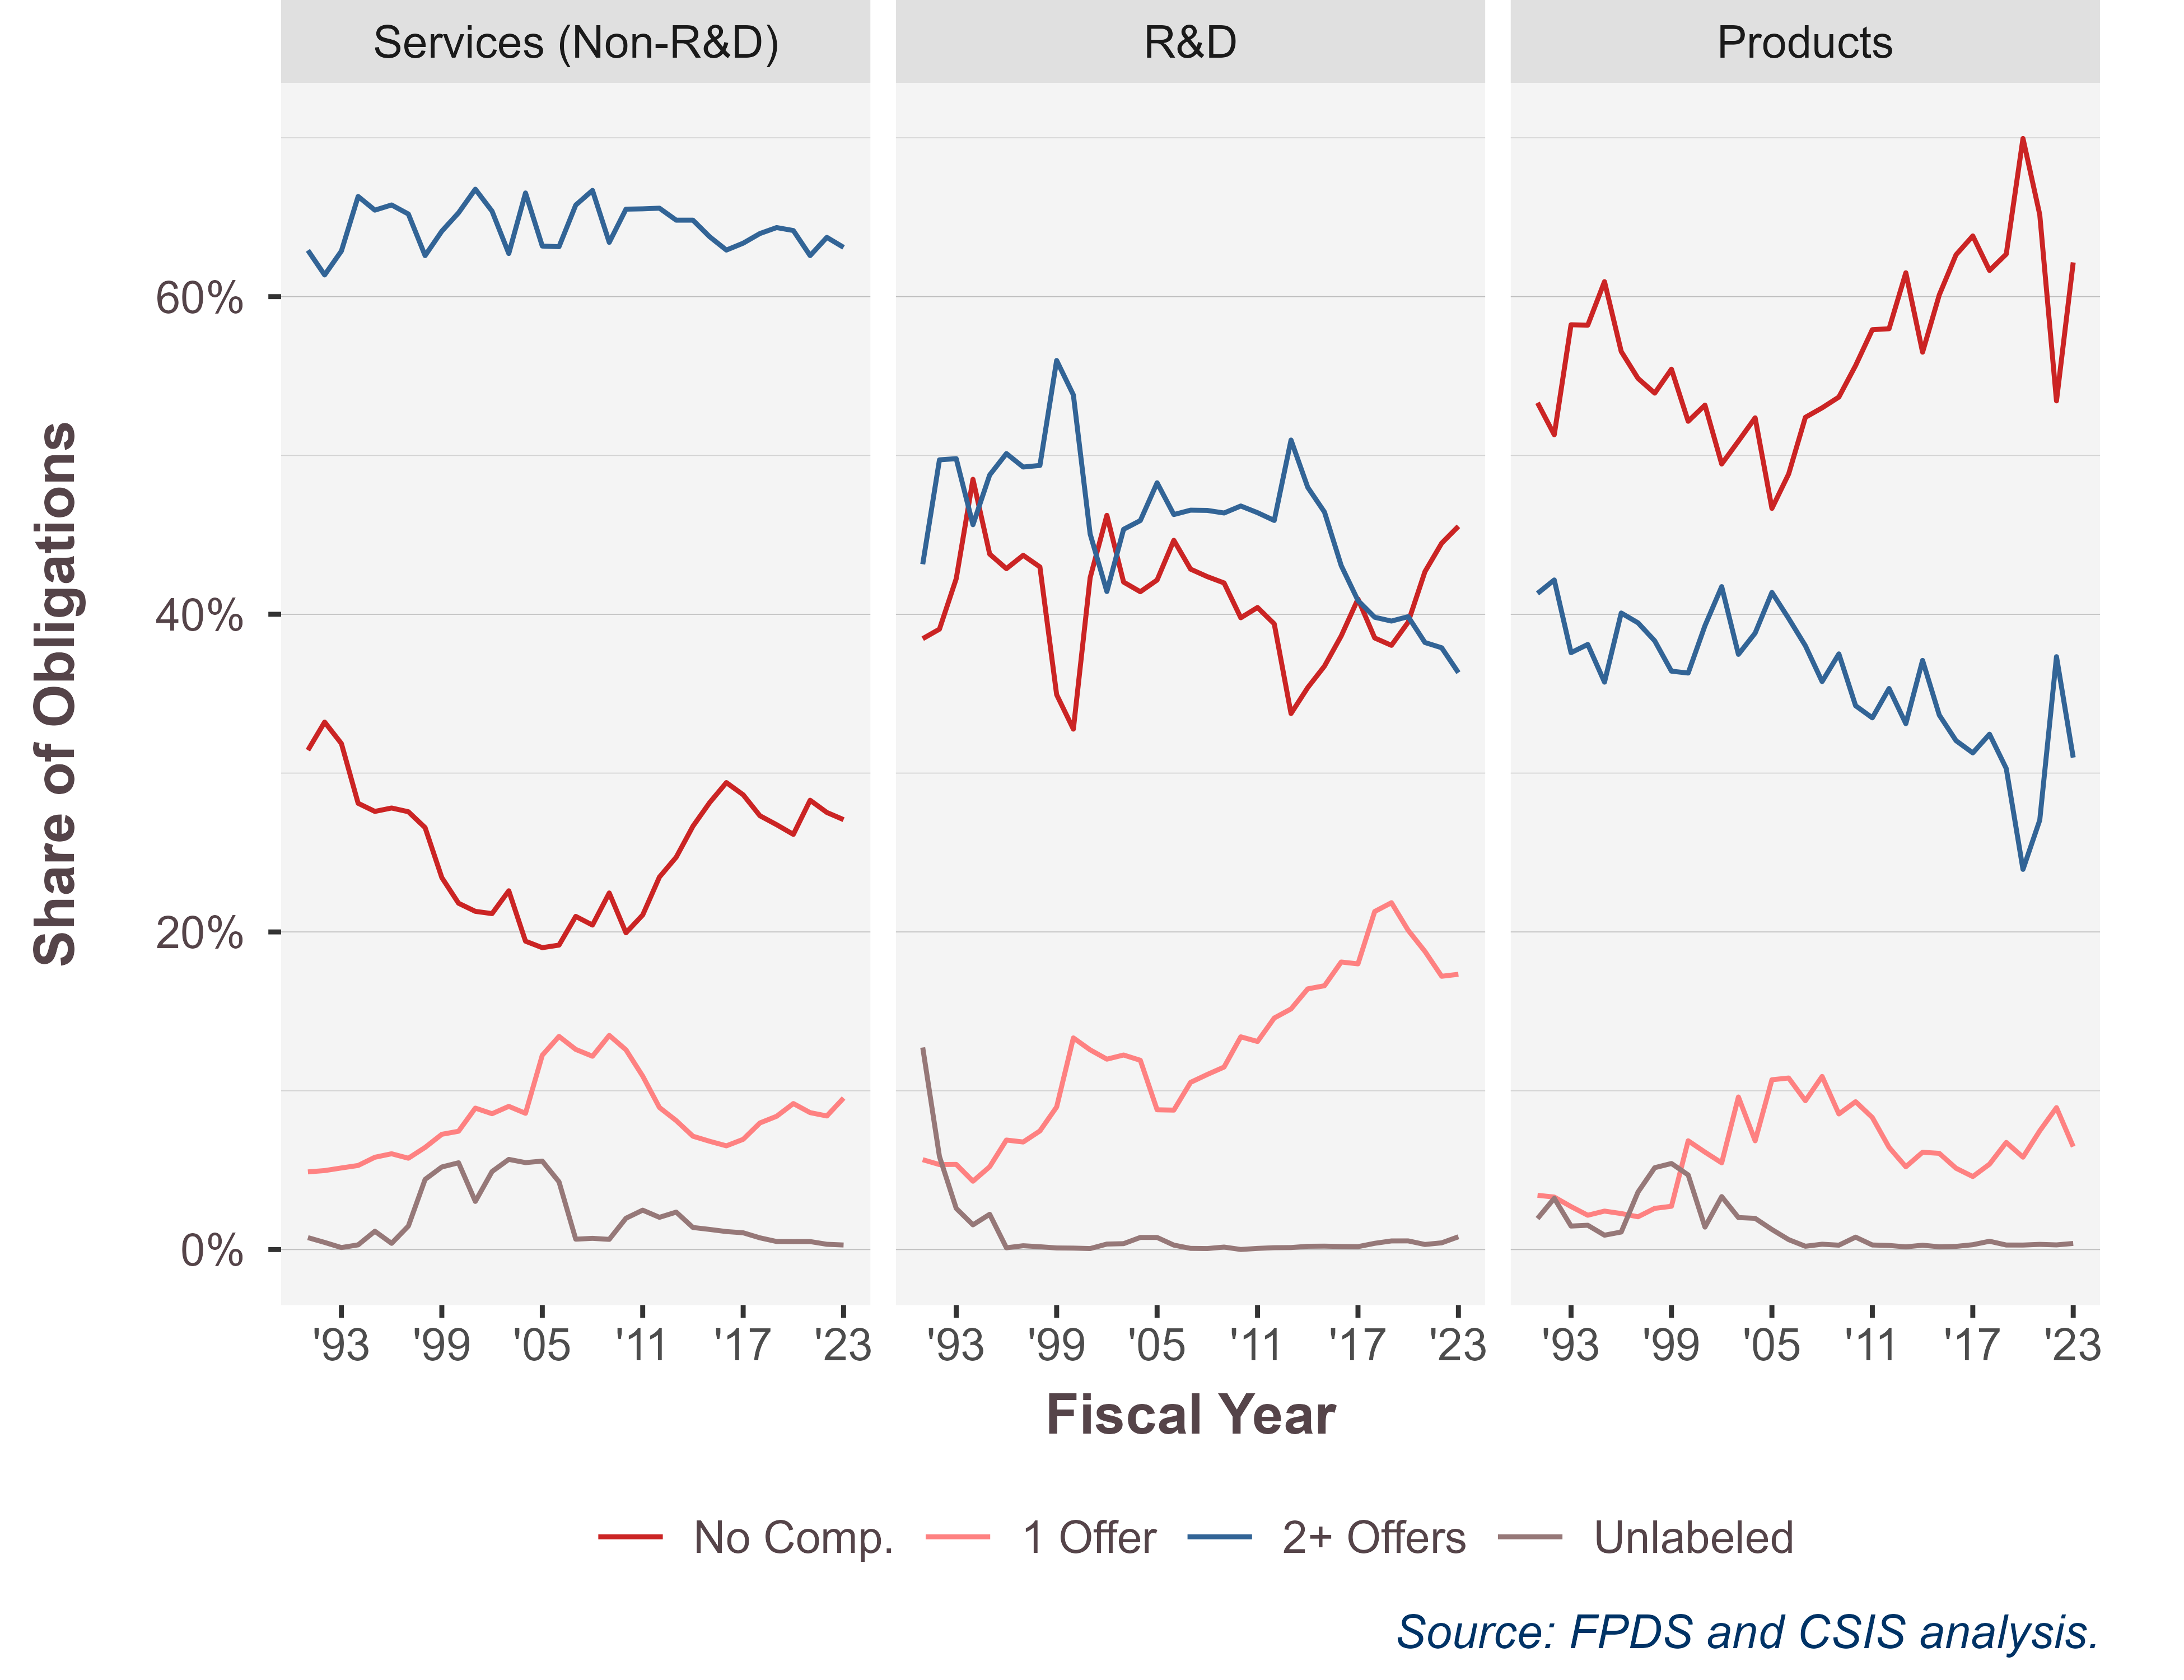 Services (Non-R&D)
R&D
Products
Share of Obligations
60%
40%
20%
0%
'93 '99 '05 '11 '17 '23
'93 '99 '05 '11 '17 '23
'93 '99 '05 '11 '17 '23
Fiscal Year
No Comp. 1 Offer 2+ Offers Unlabeled
Source: FPDS and CSIS analysis.